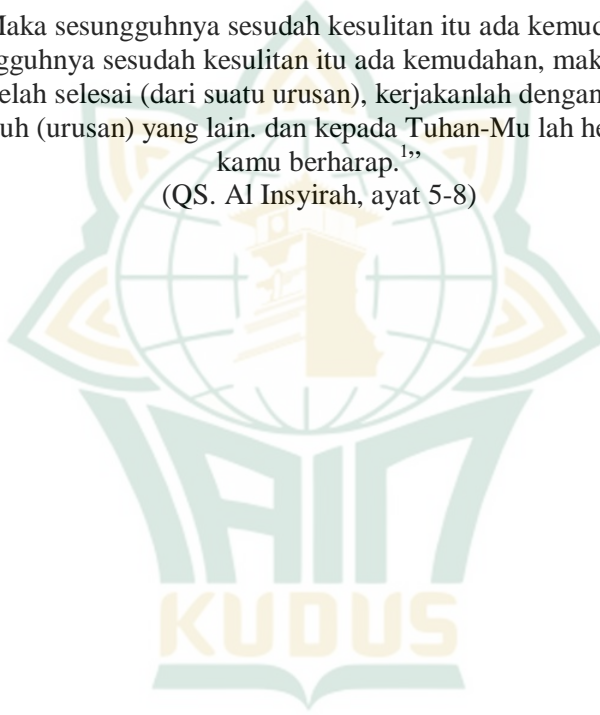 Maka sesungguhnya sesudah kesulitan itu ada kemud
gguhnya sesudah kesulitan itu ada kemudahan, mak
elah selesai (dari suatu urusan), kerjakanlah dengan
uh (urusan) yang lain. dan kepada Tuhan-Mu lah he
kamu berharap.¹”
(QS. Al Insyirah, ayat 5-8)
IAIN
KUDUS